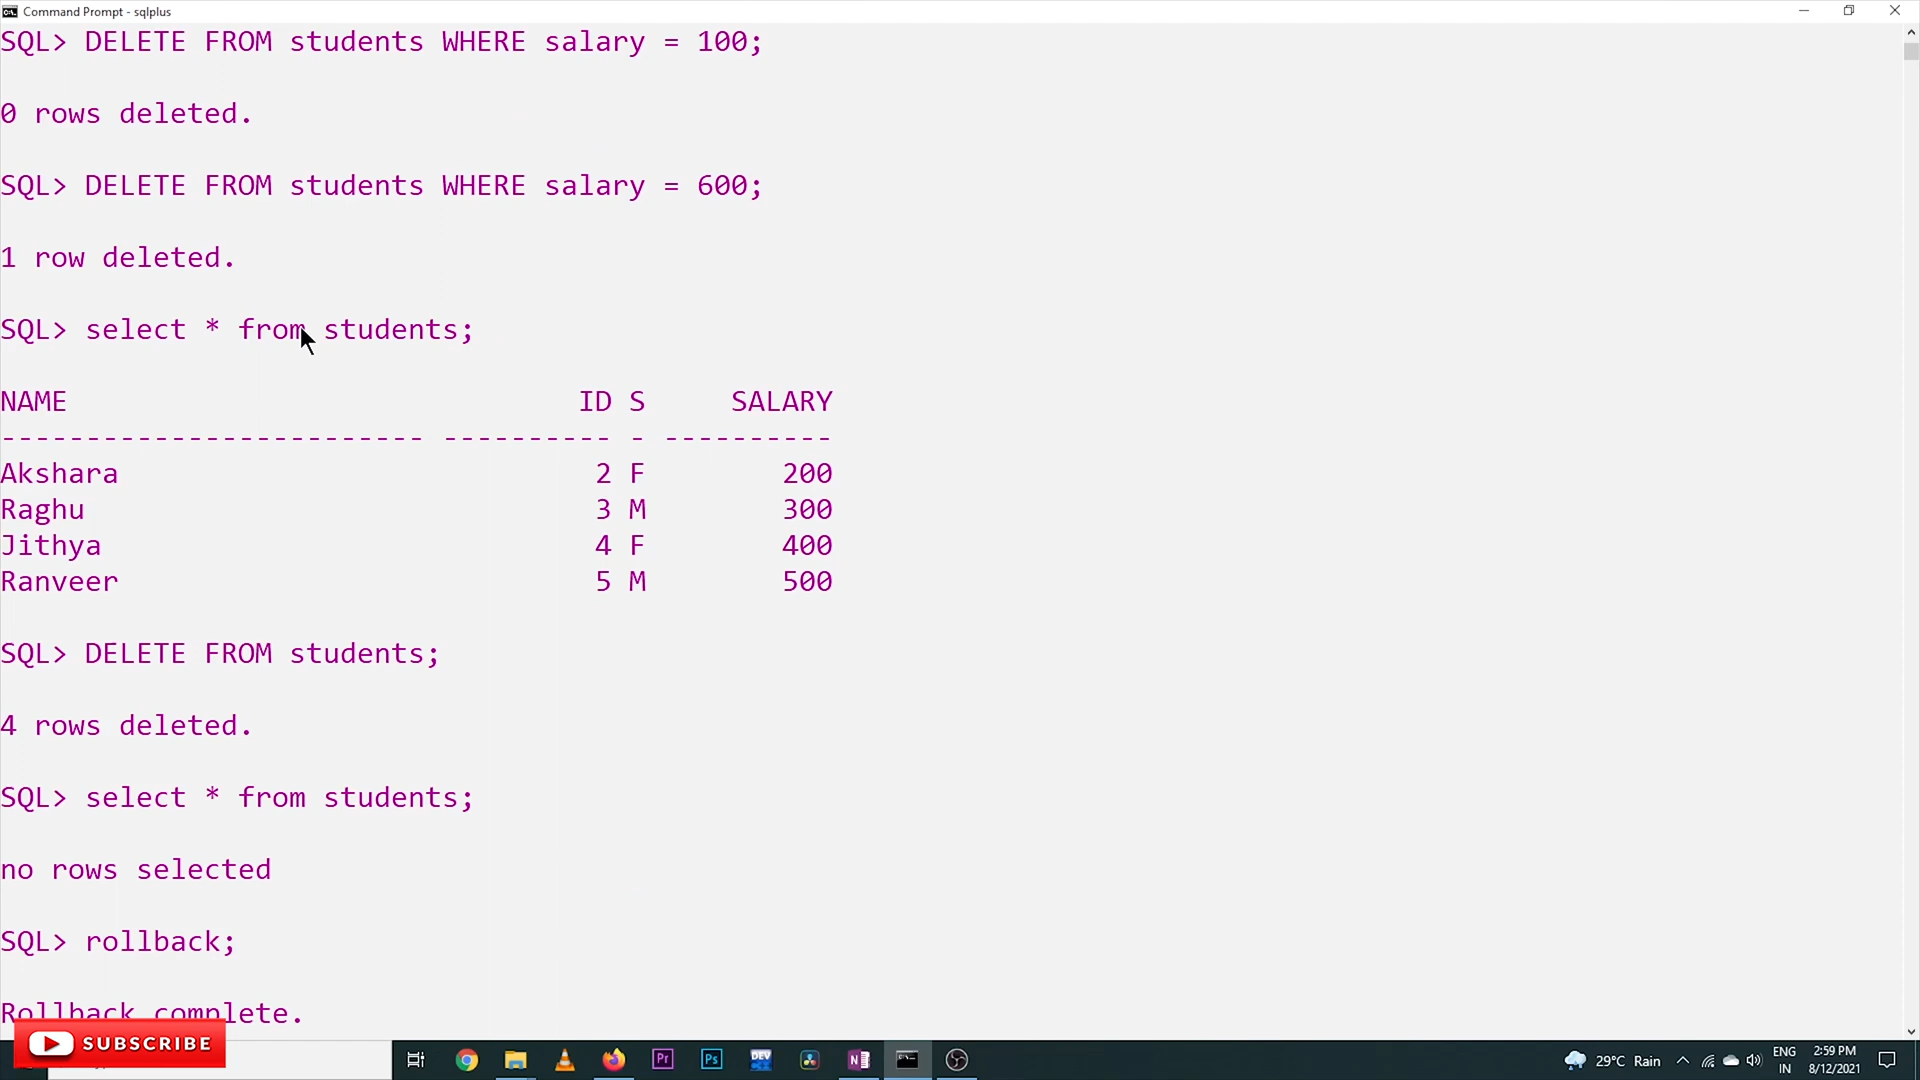 Command Prompt - sqlplus
SQL> DELETE FROM students WHERE salary = 100;
0 rows deleted.
SQL> DELETE FROM students WHERE salary = 600;
1 row deleted.
SQL> select * from students;
NAME ID S SALARY
------------------------- ---------- - ----------
Akshara 2 F 200
Raghu 3 M 300
Jithya 4 F 400
Ranveer 5 M 500
SQL> DELETE FROM students;
4 rows deleted.
SQL> select * from students;
no rows selected
SQL> rollback;
Rollback complete.
SUBSCRIBE
Pr
Ps
DEV
N
29°C Rain
ENG
IN
2:59 PM
8/12/2021